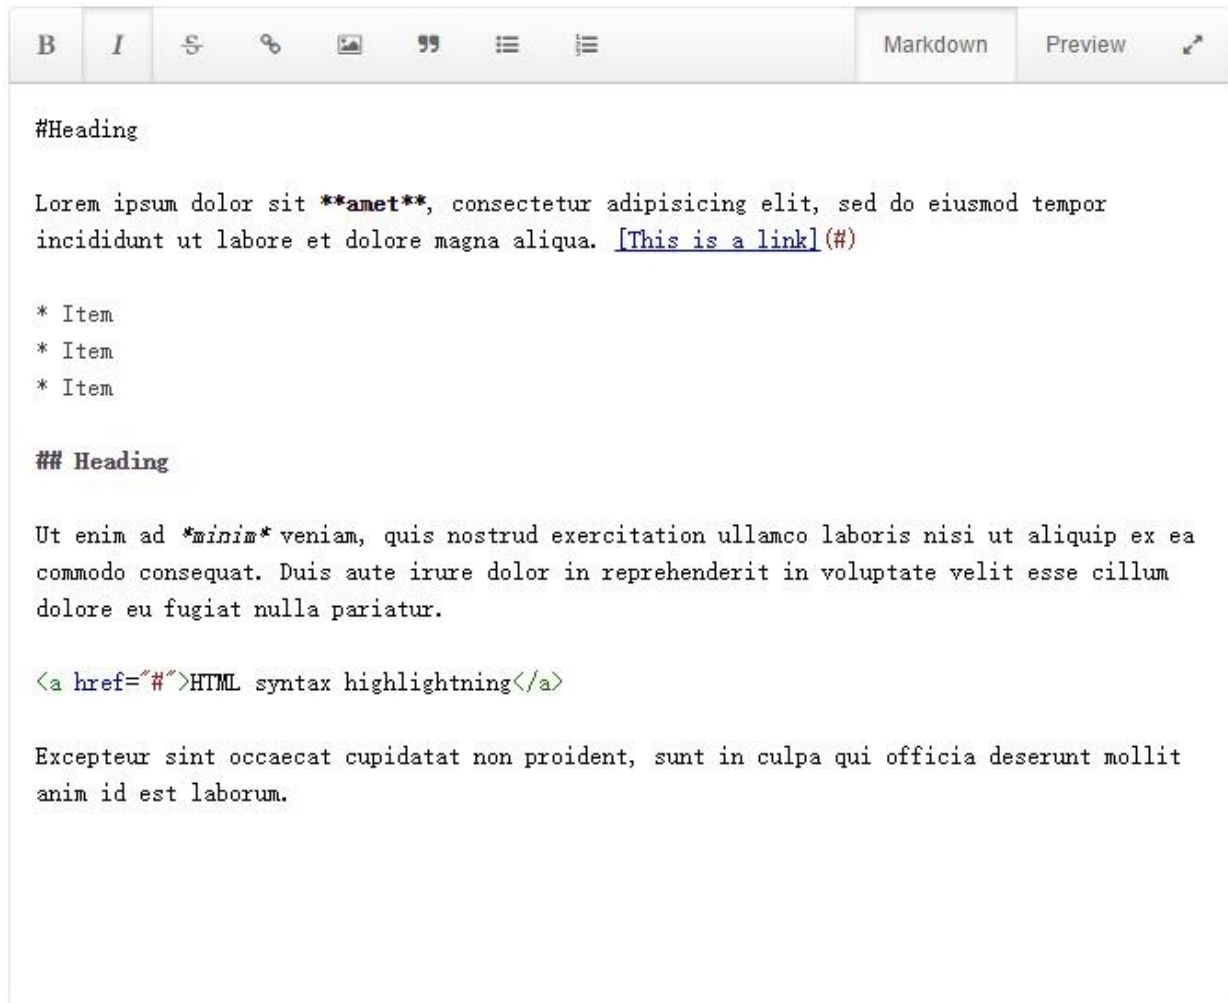 B I S Markdown Preview
#Heading
Lorem ipsum dolor sit **amet**, consectetur adipisicing elit, sed do eiusmod tempor
incididunt ut labore et dolore magna aliqua. [This is a link](#)
* Item
* Item
* Item
## Heading
Ut enim ad *minim* veniam, quis nostrud exercitation ullamco laboris nisi ut aliquip ex ea
commodo consequat. Duis aute irure dolor in reprehenderit in voluptate velit esse cillum
dolore eu fugiat nulla pariatur.
<a href="#">HTML syntax highlightning</a>
Excepteur sint occaecat cupidatat non proident, sunt in culpa qui officia deserunt mollit
anim id est laborum.